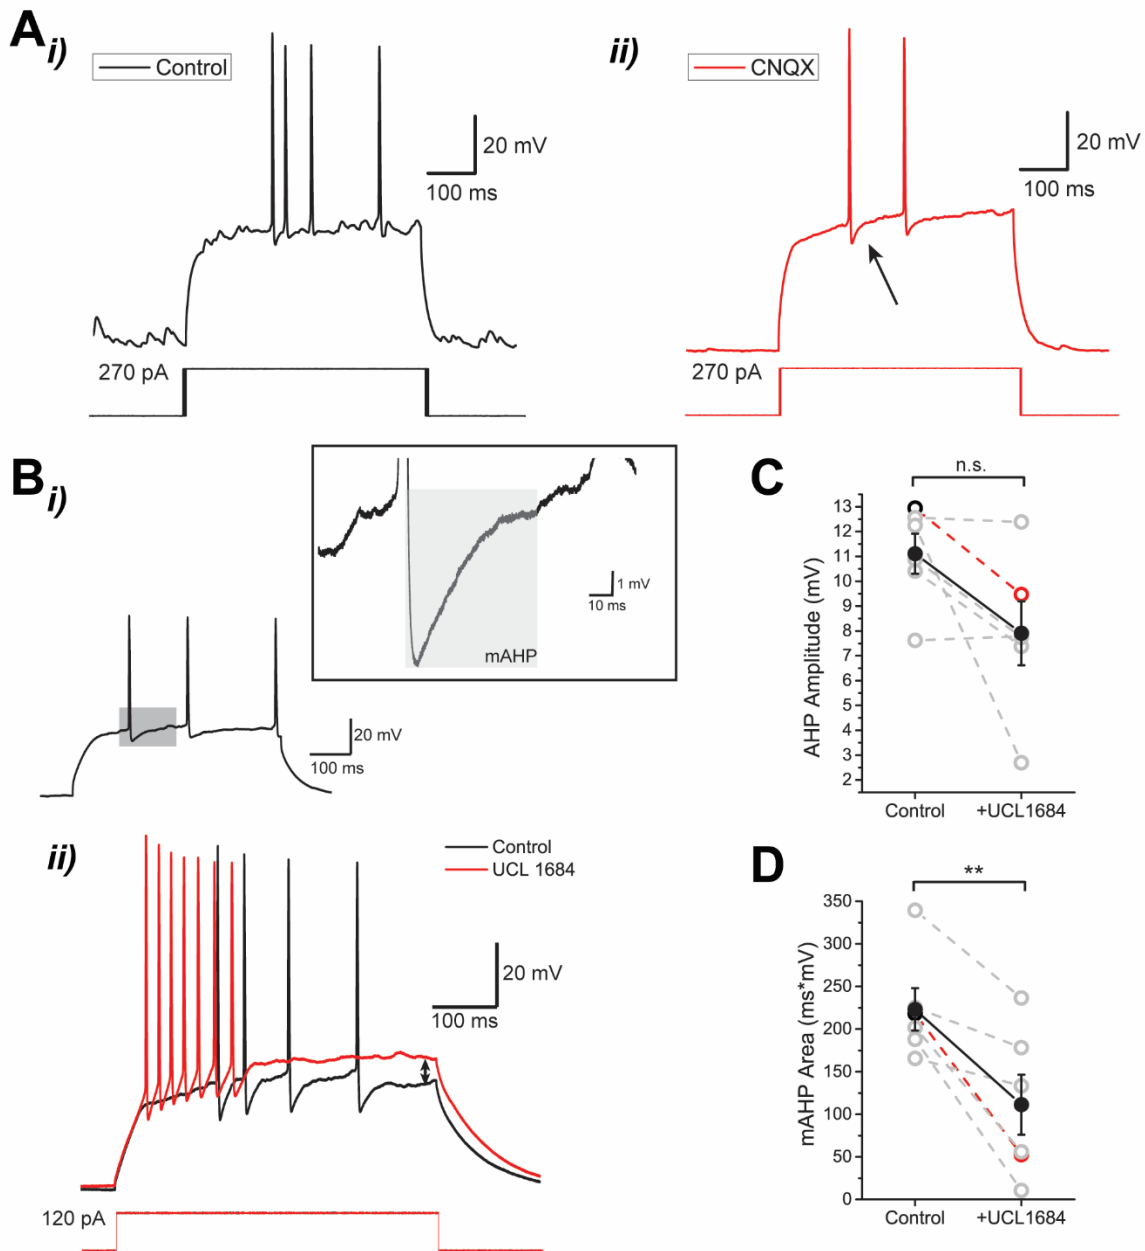 A
i)
Control
20 mV
100 ms
270 pA
ii)
CNQX
20 mV
100 ms
270 pA
B
i)
1 mV
10 ms
mAHP
20 mV
100 ms
ii)
Control
UCL 1684
20 mV
100 ms
120 pA
C
n.s.
13
12
11
10
9
8
7
6
5
4
3
2
AHP Amplitude (mV)
Control
+UCL1684
D
**
350
300
250
200
150
100
50
0
mAHP Area (ms*mV)
Control
+UCL1684